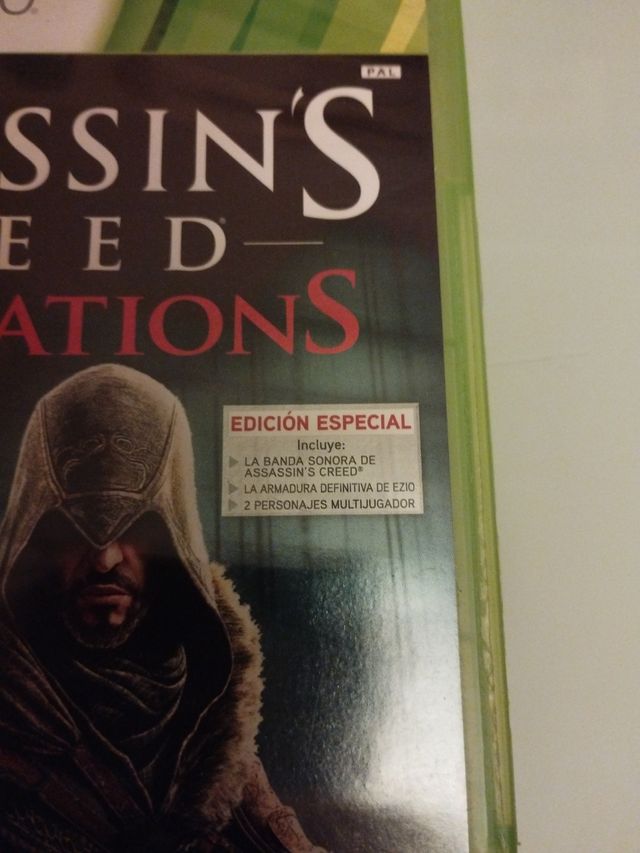 PAL
SSIN'S
EED
ATIONS
EDICIÓN ESPECIAL
Incluye:
LA BANDA SONORA DE
ASSASSIN'S CREED®
LA ARMADURA DEFINITIVA DE EZIO
2 PERSONAJES MULTIJUGADOR